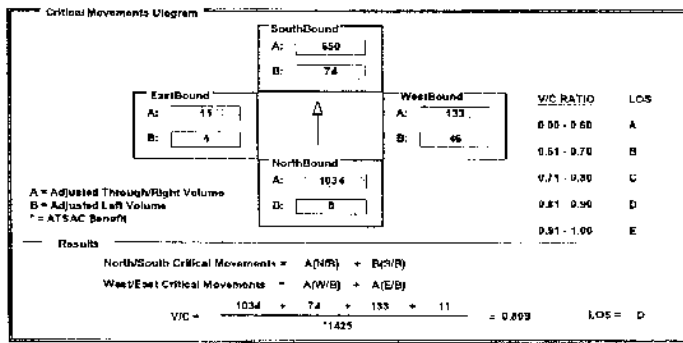 Critical Movements Diagram
SouthBound
A: 650
B: 74
EastBound
A: 11
B: 4
WestBound
A: 133
B: 46
V/C RATIO LOS
0.00 - 0.60 A
0.61 - 0.70 B
0.71 - 0.80 C
0.81 - 0.90 D
0.91 - 1.00 E
NorthBound
A: 1034
B: 8
A = Adjusted Through/Right Volume
B = Adjusted Left Volume
* = ATSAC Benefit
Results
North/South Critical Movements = A(N/B) + B(S/B)
West/East Critical Movements = A(W/B) + A(E/B)
V/C = 1034 + 74 + 133 + 11 = 0.809 LOS = D
*1425